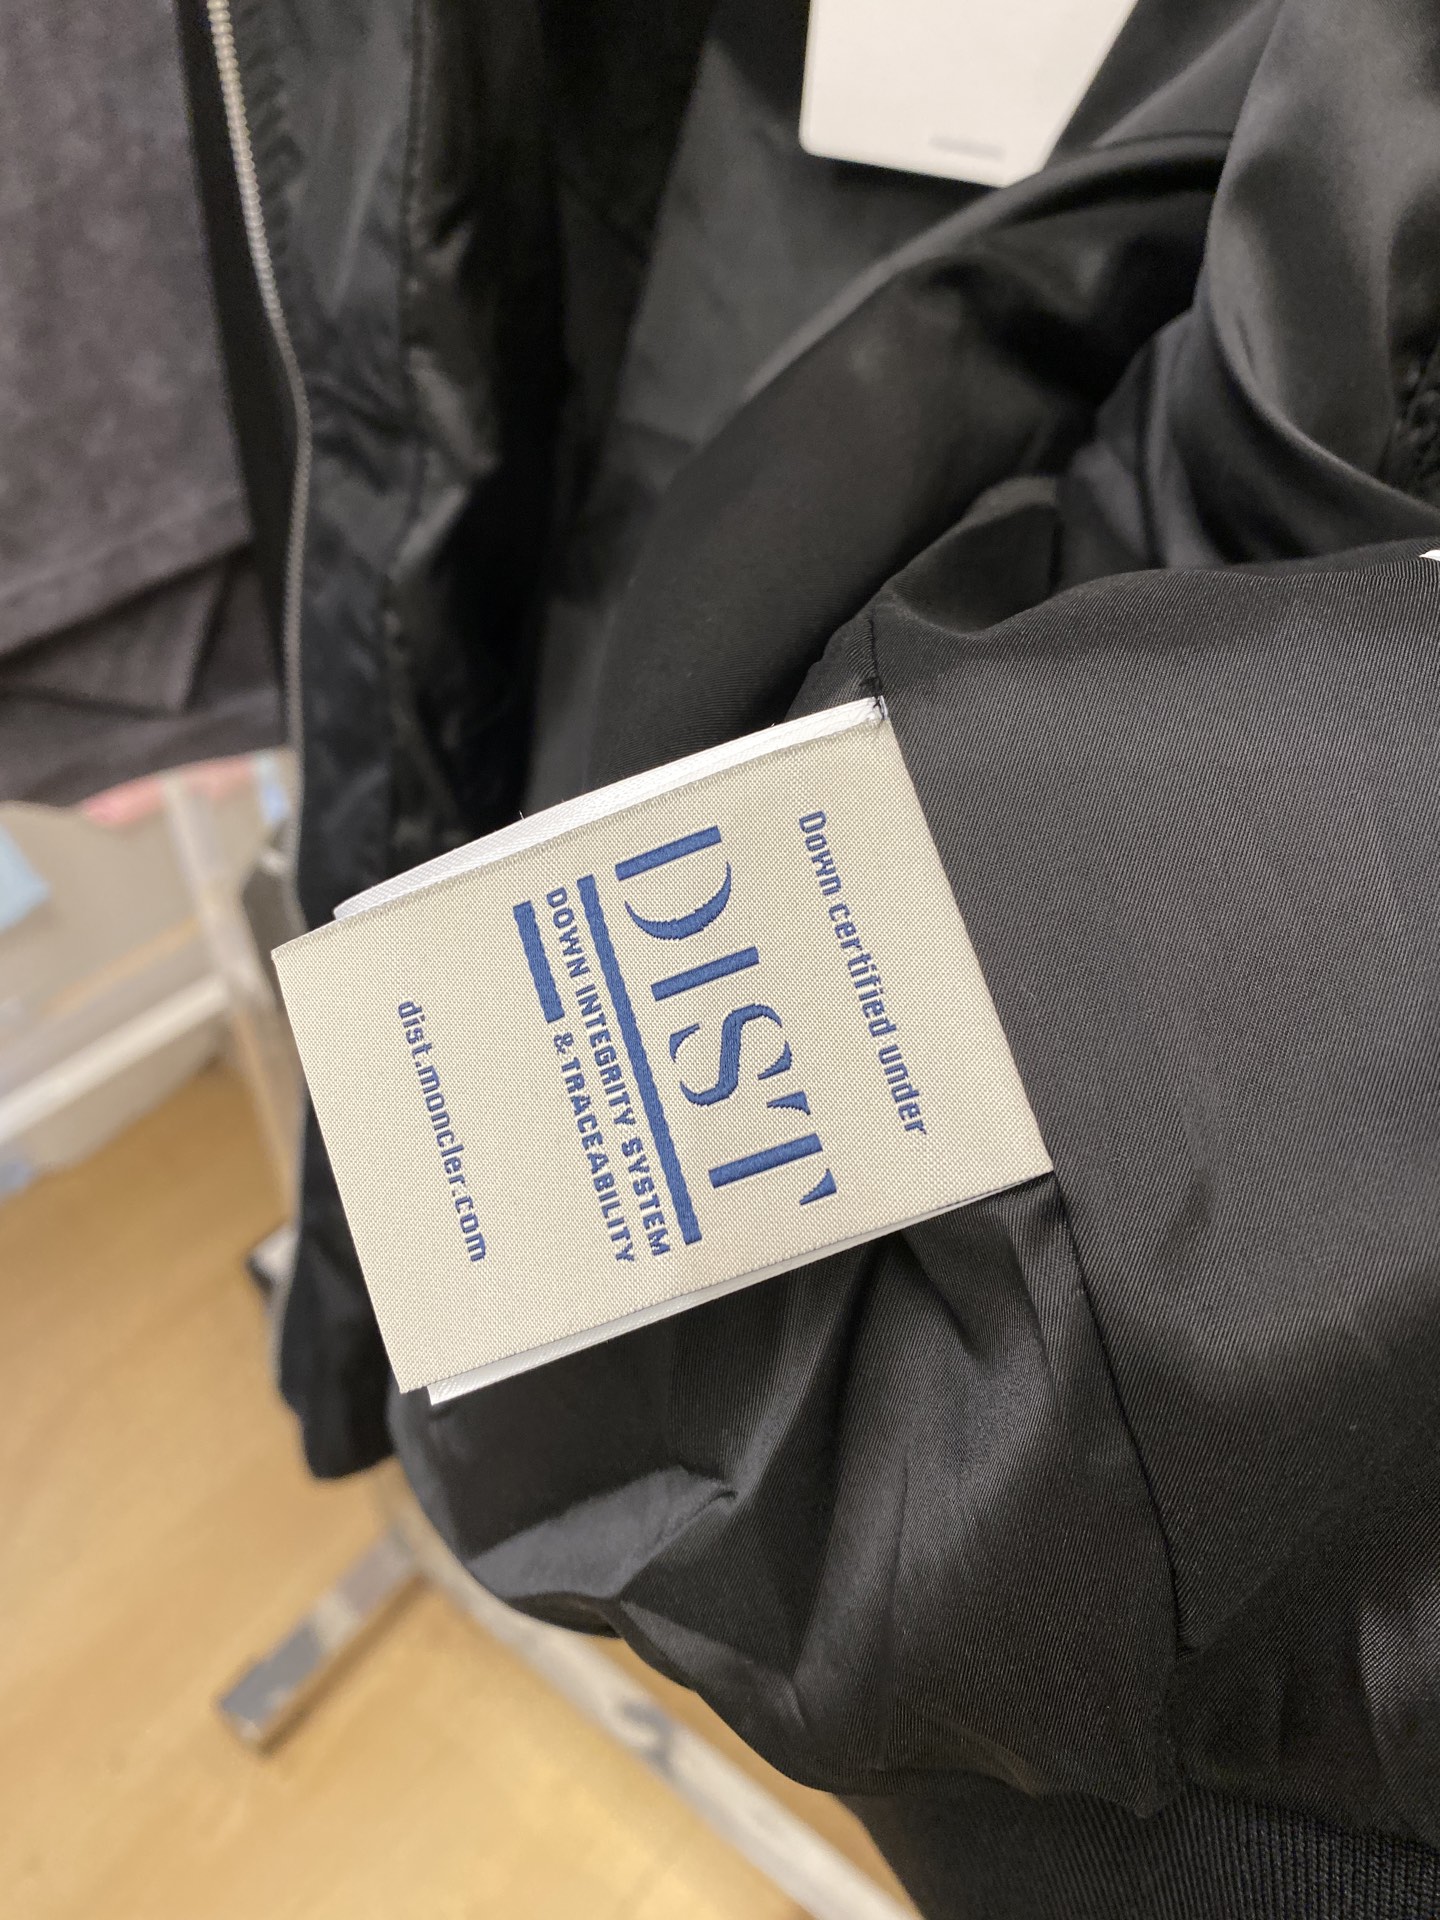 Down certified under
DIST
DOWN INTEGRITY SYSTEM
& TRACEABILITY
dist.moncler.com